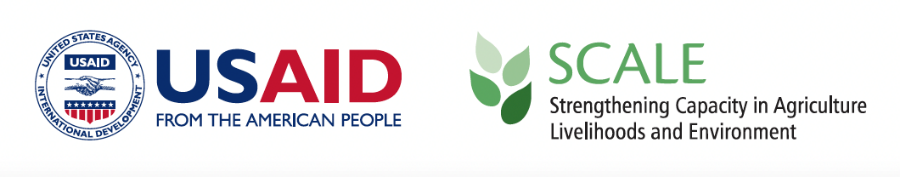 UNITED STATES AGENCY
USAID
INTERNATIONAL DEVELOPMENT
USAID
FROM THE AMERICAN PEOPLE
SCALE
Strengthening Capacity in Agriculture
Livelihoods and Environment